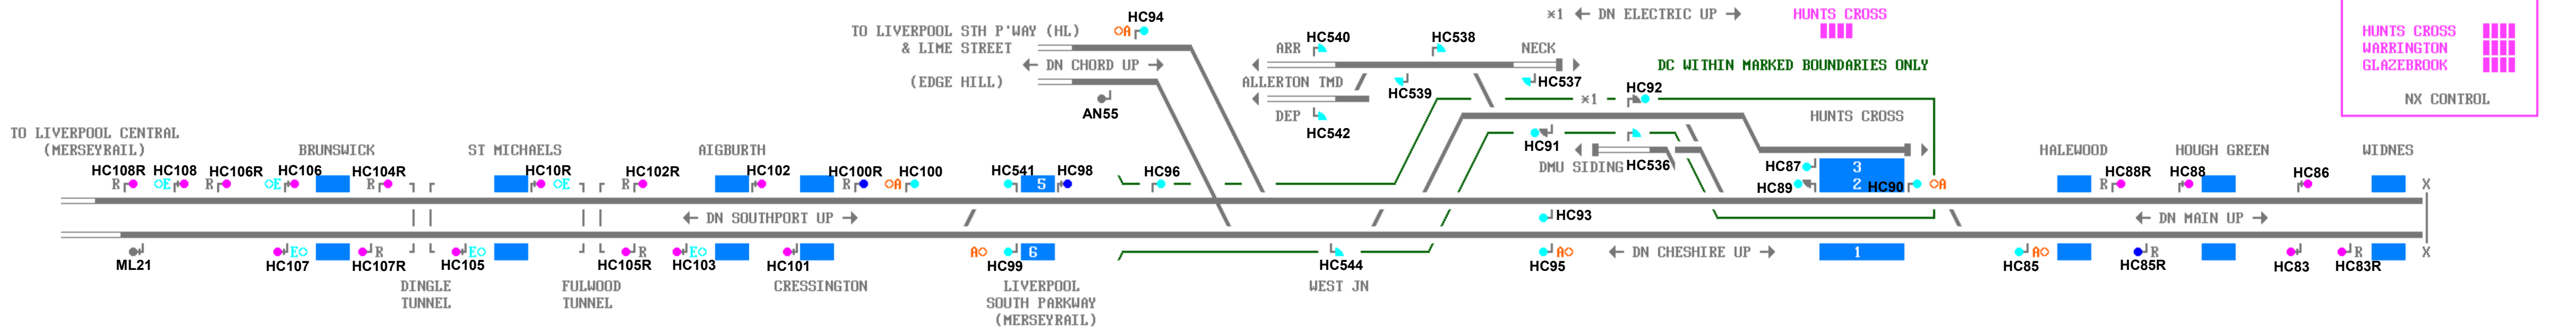 *1 ← DN ELECTRIC UP →
HUNTS CROSS
HUNTS CROSS
WARRINGTON
GLAZEBROOK
NX CONTROL
HC94
A
TO LIVERPOOL STH P'WAY (HL)
& LIME STREET
← DN CHORD UP →
(EDGE HILL)
AN55
HC540
HC538
ARR
NECK
ALLERTON TMD
HC539
HC537
DEP
HC542
DC WITHIN MARKED BOUNDARIES ONLY
*1
HC92
HUNTS CROSS
HC91
DMU SIDING
HC536
TO LIVERPOOL CENTRAL
(MERSEYRAIL)
BRUNSWICK
ST MICHAELS
AIGBURTH
HALEWOOD
HOUGH GREEN
WIDNES
HC108R
HC108
HC106R
HC106
HC104R
HC10R
HC102R
HC102
HC100R
HC100
HC541
HC98
HC96
HC87
3
HC88R
HC88
HC86
R
E
R
E
R
E
R
R
A
5
HC89
2
HC90
A
R
X
← DN SOUTHPORT UP →
HC93
← DN MAIN UP →
E
R
E
R
E
A
6
A
← DN CHESHIRE UP →
1
A
R
R
X
ML21
HC107
HC107R
HC105
HC105R
HC103
HC101
HC99
HC544
HC95
HC85
HC85R
HC83
HC83R
DINGLE
TUNNEL
FULWOOD
TUNNEL
CRESSINGTON
LIVERPOOL
SOUTH PARKWAY
(MERSEYRAIL)
WEST JN